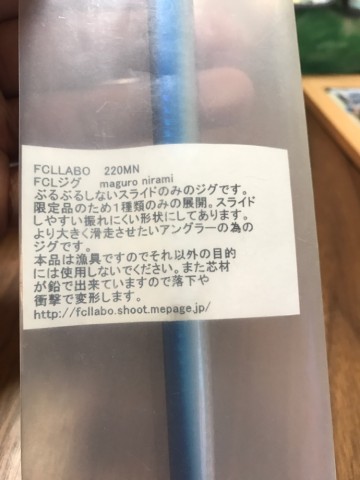 FCLLABO 220MN
FCLジグ maguro nirami
ぶるぶるしないスライドのみのジグです。
限定品のため1種類のみの展開。スライド
しやすい振れにくい形状にしてあります。
より大きく滑走させたいアングラーの為の
ジグです。
本品は漁具ですのでそれ以外の目的
には使用しないでください。また芯材
が鉛で出来ていますので落下や
衝撃で変形します。
http://fcllabo.shoot.mepage.jp/